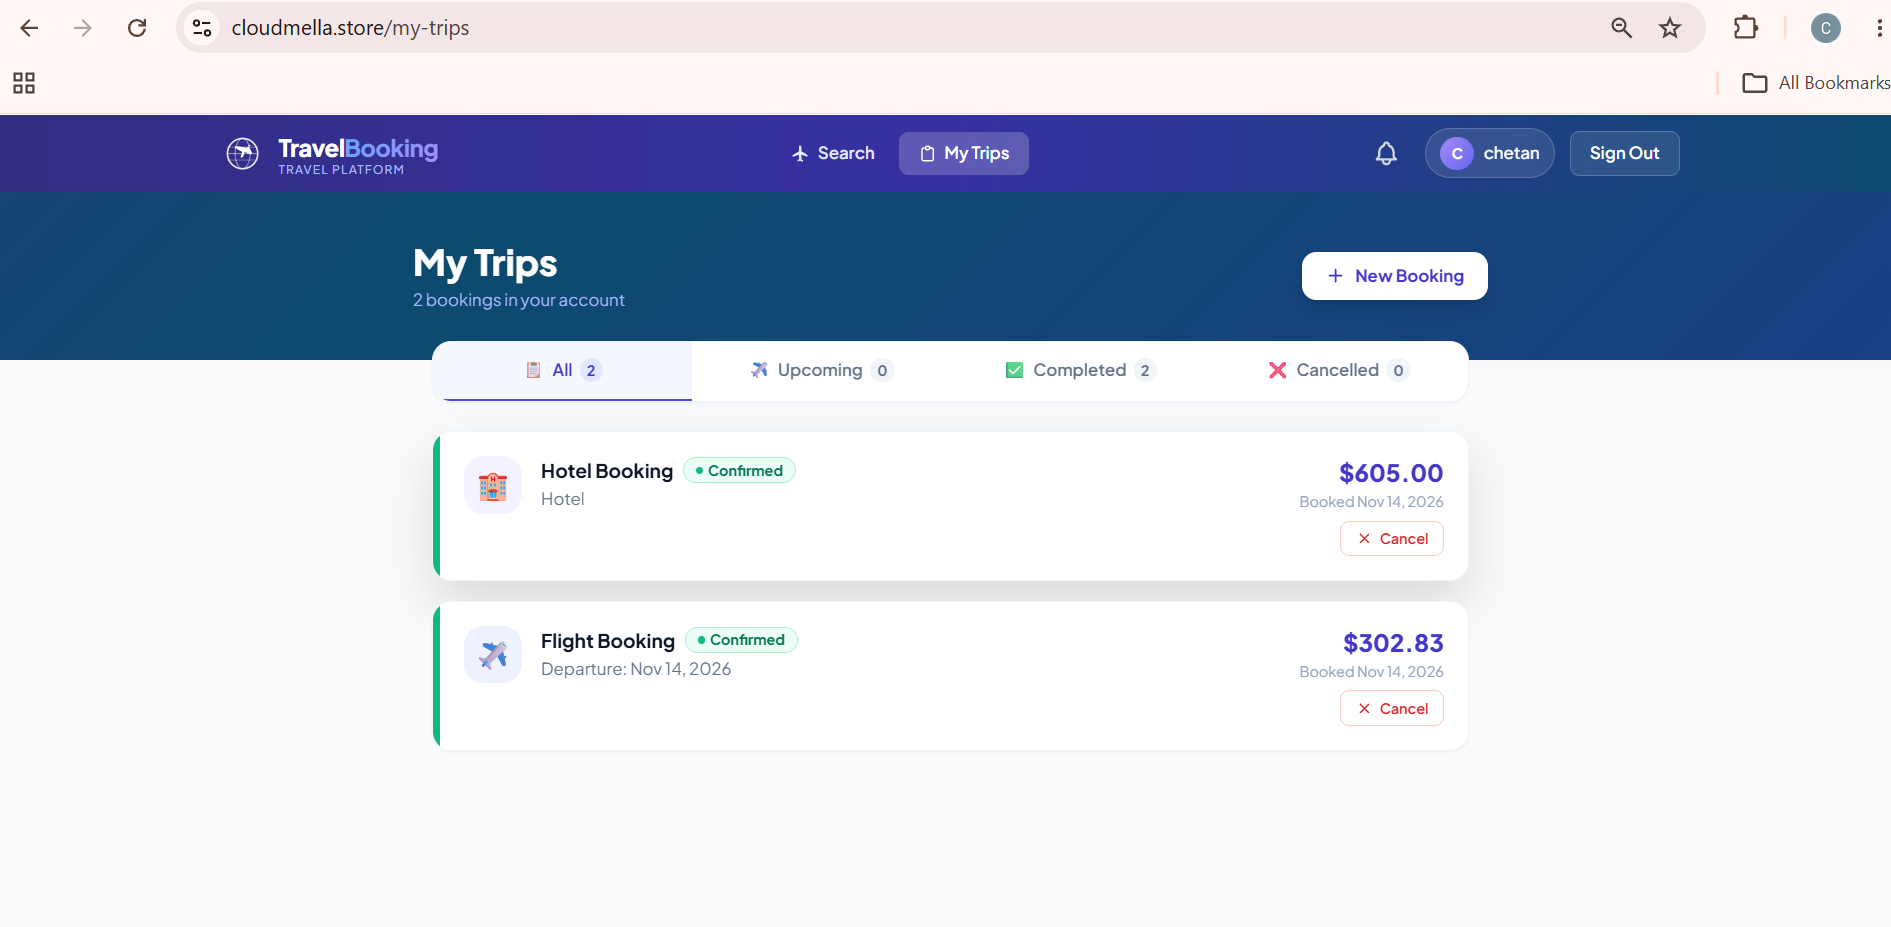 cloudmella.store/my-trips
C
All Bookmarks
TravelBooking
TRAVEL PLATFORM
Search
My Trips
C
chetan
Sign Out
My Trips
2 bookings in your account
New Booking
All 2
Upcoming 0
Completed 2
Cancelled 0
Hotel Booking
Confirmed
Hotel
$605.00
Booked Nov 14, 2026
Cancel
Flight Booking
Confirmed
Departure: Nov 14, 2026
$302.83
Booked Nov 14, 2026
Cancel